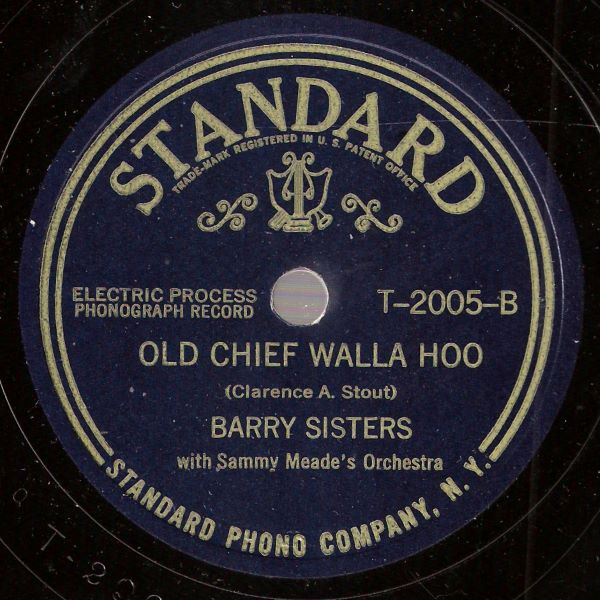 STANDARD
TRADE-MARK REGISTERED IN U. S. PATENT OFFICE
ELECTRIC PROCESS
PHONOGRAPH RECORD
T-2005-B
OLD CHIEF WALLA HOO
(Clarence A. Stout)
BARRY SISTERS
with Sammy Meade's Orchestra
STANDARD PHONO COMPANY, N. Y.